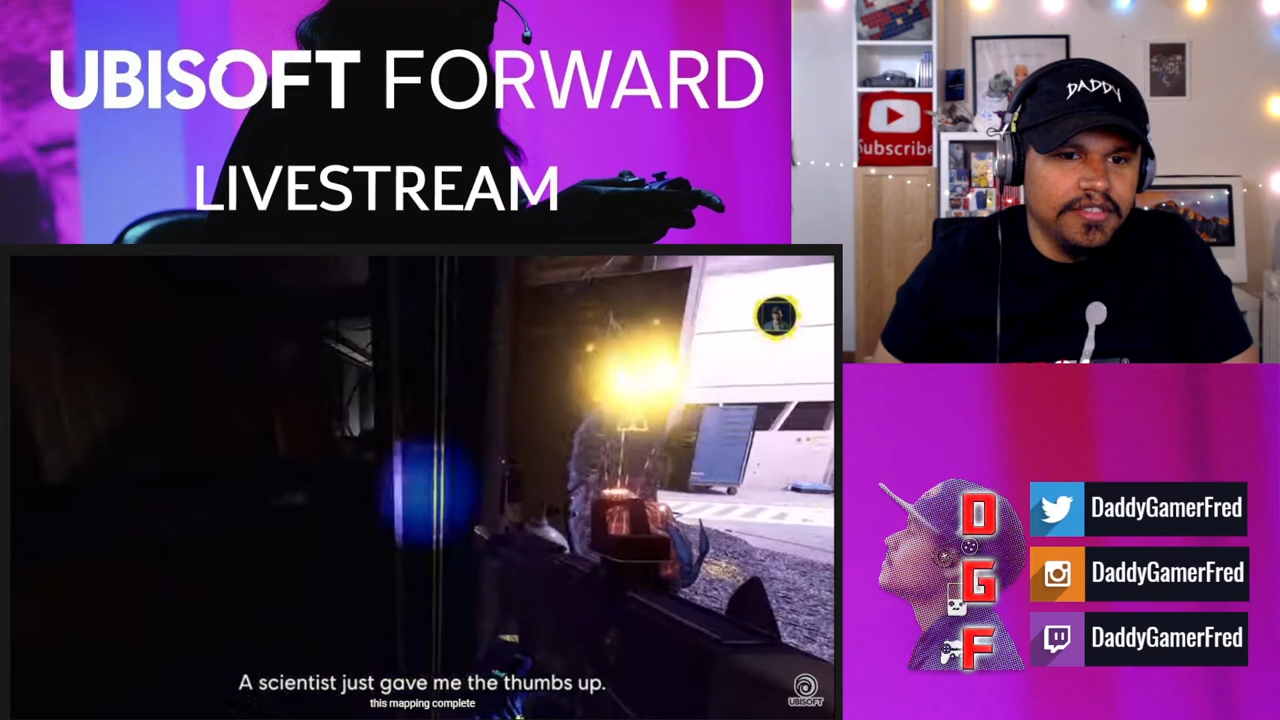 UBISOFT FORWARD
LIVESTREAM
DADDY
Subscribe
A scientist just gave me the thumbs up.
this mapping complete
UBISOFT
DGF
DaddyGamerFred
DaddyGamerFred
DaddyGamerFred